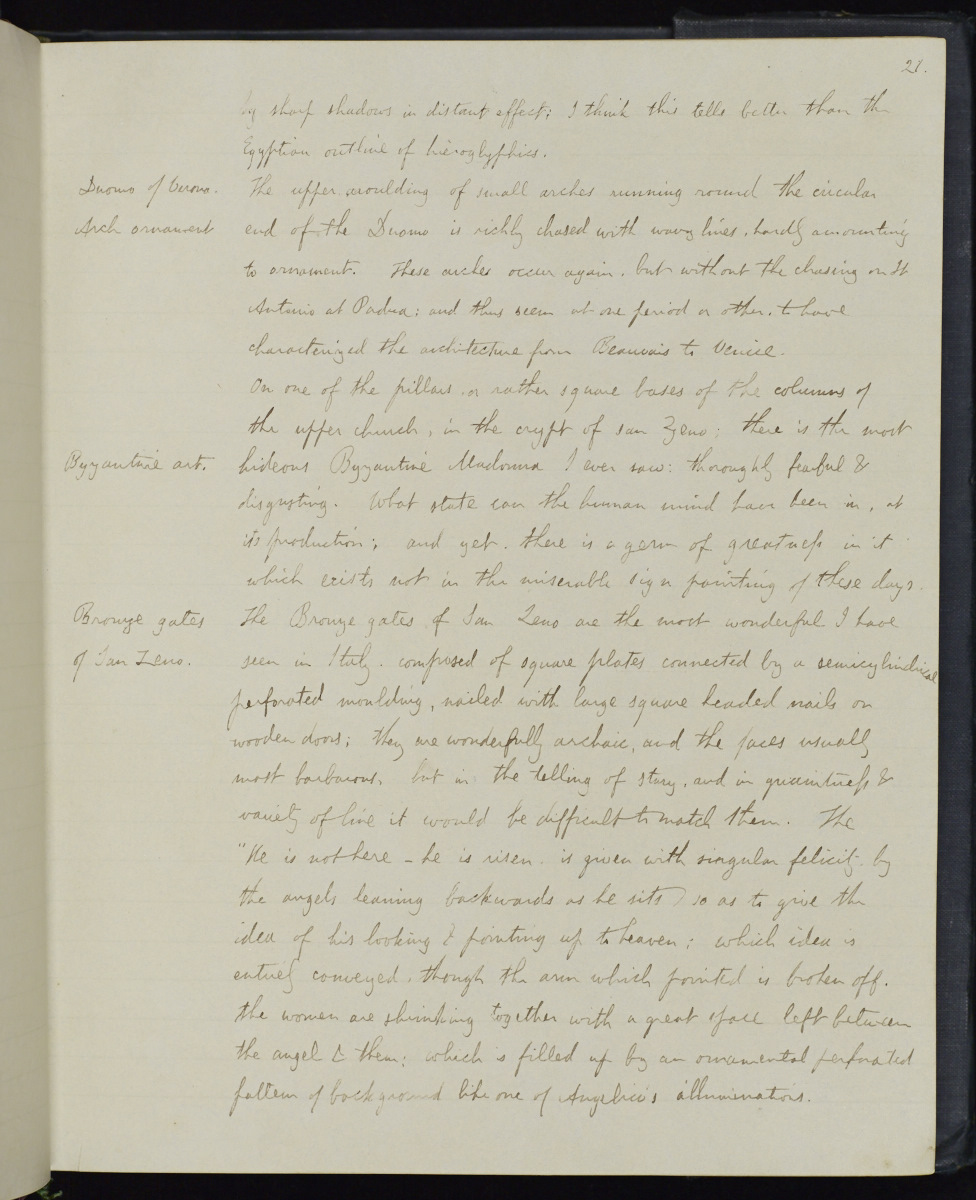 21.
by sharp shadows in distant effect; I think this tells better than the
Egyptian outline of hieroglyphics.
Duomo of Verona. The upper moulding of small arches running round the circular
Arch ornament end of the Duomo is richly chased with wavy lines, hardly amounting
to ornament. These arches occur again, but without the chasing on St
Antonio at Padua; and thus seem at one period or other, to have
characterized the architecture from Beauvais to Venice.
On one of the pillars, or rather square bases of the columns of
the upper church, in the crypt of San Zeno; there is the most
Byzantine art. hideous Byzantine Madonna I ever saw: thoroughly fearful &
disgusting. What state can the human mind have been in, at
its production; and yet, there is a germ of greatness in it
which exists not in the miserable sign painting of these days.
Bronze gates The Bronze gates of San Zeno are the most wonderful I have
of San Zeno. seen in Italy. composed of square plates connected by a semicylindrical
perforated moulding, nailed with large square headed nails on
wooden doors; they are wonderfully archaic, and the faces usually
most barbarous, but in the telling of story, and in quaintness &
variety of line it would be difficult to match them. The
"He is not here - he is risen. is given with singular felicity. by
the angels leaning backwards as he sits) so as to give the
idea of his looking & pointing up to heaven; which idea is
entirely conveyed, though the arm which pointed is broken off.
the women are shrinking together with a great space left between
the angel & them; which is filled up by an ornamental perforated
pattern of background like one of Angelico's illuminations.